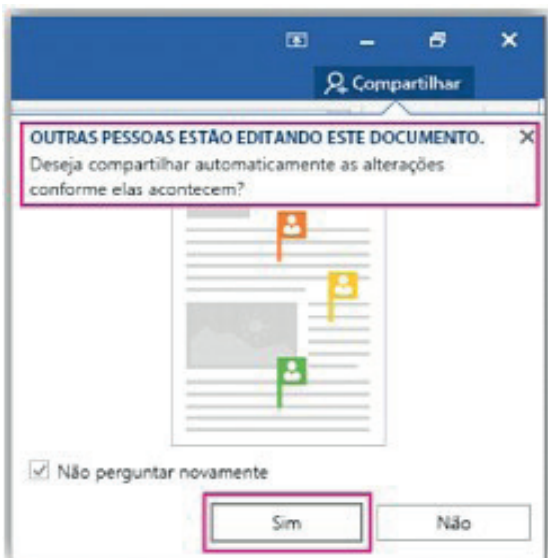 Compartilhar
OUTRAS PESSOAS ESTÃO EDITANDO ESTE DOCUMENTO.
Deseja compartilhar automaticamente as alterações
conforme elas acontecem?
Não perguntar novamente
Sim Não